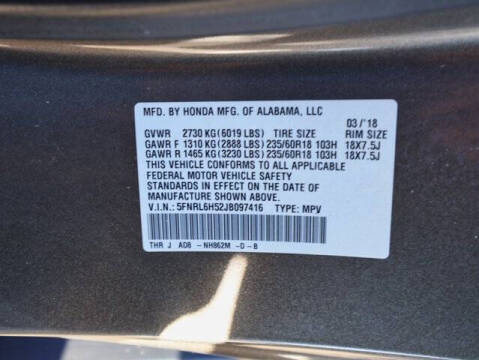 MFD. BY HONDA MFG. OF ALABAMA, LLC
03/'18
GVWR 2730 KG (6019 LBS) TIRE SIZE RIM SIZE
GAWR F 1310 KG (2888 LBS) 235/60R18 103H 18X7.5J
GAWR R 1465 KG (3230 LBS) 235/60R18 103H 18X7.5J
THIS VEHICLE CONFORMS TO ALL APPLICABLE
FEDERAL MOTOR VEHICLE SAFETY
STANDARDS IN EFFECT ON THE DATE OF
MANUFACTURE SHOWN ABOVE.
V.I.N.: 5FNRL6H52JB097416 TYPE: MPV
THR J AD8 -NH862M -D -B